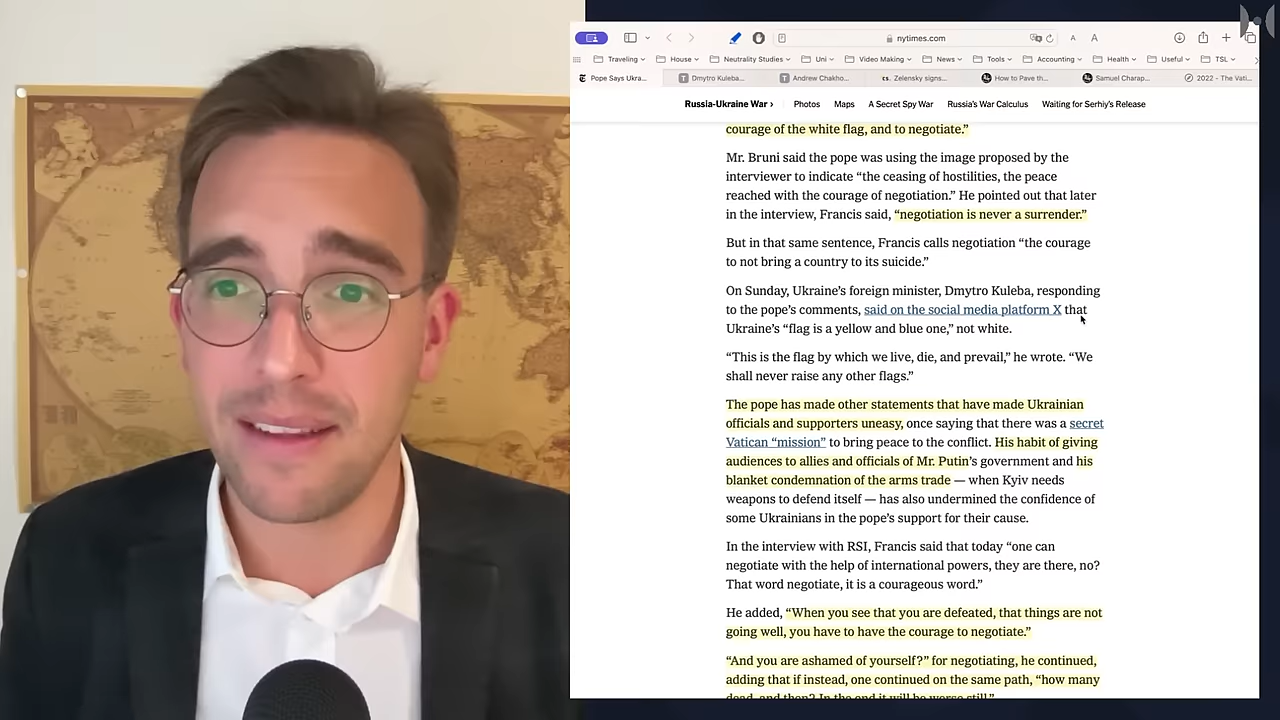 nytimes.com
A A
Traveling House Neutrality Studies Uni Video Making News Tools Accounting Health Useful TSL
Pope Says Ukra... Dmytro Kuleba... Andrew Chakho... cs. Zelensky signs... How to Pave th... Samuel Charap... 2022 - The Vati...
Russia-Ukraine War › Photos Maps A Secret Spy War Russia’s War Calculus Waiting for Serhiy’s Release
courage of the white flag, and to negotiate.”
Mr. Bruni said the pope was using the image proposed by the
interviewer to indicate “the ceasing of hostilities, the peace
reached with the courage of negotiation.” He pointed out that later
in the interview, Francis said, “negotiation is never a surrender.”
But in that same sentence, Francis calls negotiation “the courage
to not bring a country to its suicide.”
On Sunday, Ukraine’s foreign minister, Dmytro Kuleba, responding
to the pope’s comments, said on the social media platform X that
Ukraine’s “flag is a yellow and blue one,” not white.
“This is the flag by which we live, die, and prevail,” he wrote. “We
shall never raise any other flags.”
The pope has made other statements that have made Ukrainian
officials and supporters uneasy, once saying that there was a secret
Vatican “mission” to bring peace to the conflict. His habit of giving
audiences to allies and officials of Mr. Putin’s government and his
blanket condemnation of the arms trade — when Kyiv needs
weapons to defend itself — has also undermined the confidence of
some Ukrainians in the pope’s support for their cause.
In the interview with RSI, Francis said that today “one can
negotiate with the help of international powers, they are there, no?
That word negotiate, it is a courageous word.”
He added, “When you see that you are defeated, that things are not
going well, you have to have the courage to negotiate.”
“And you are ashamed of yourself?” for negotiating, he continued,
adding that if instead, one continued on the same path, “how many
dead, and then? In the end it will be worse still.”